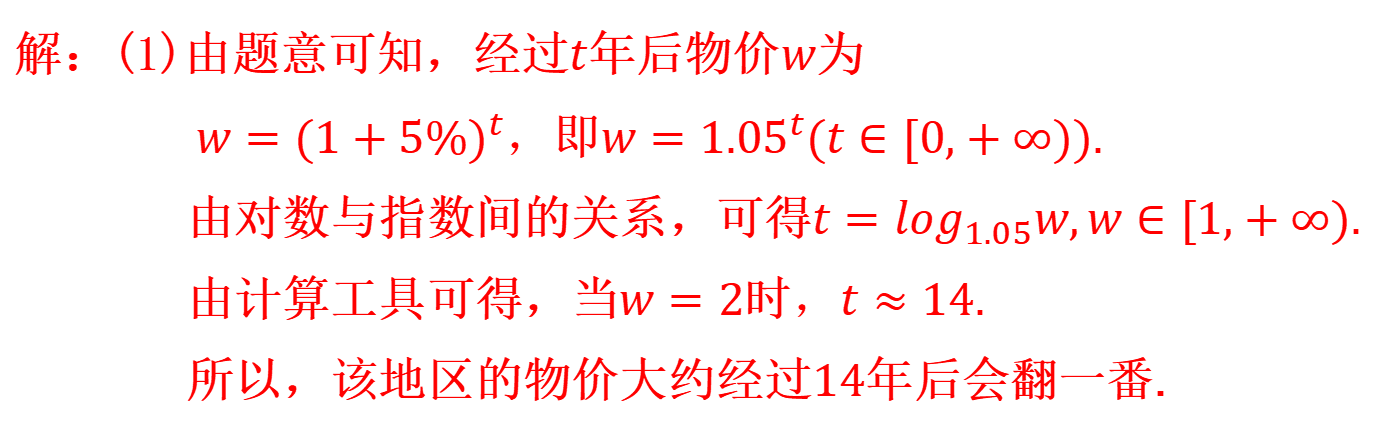 解：(1)由题意可知，经过t年后物价w为
w = (1 + 5%)^t，即w = 1.05^t(t ∈ [0, + ∞)).
由对数与指数间的关系，可得t = log_{1.05}w, w ∈ [1, + ∞).
由计算工具可得，当w = 2时，t ≈ 14.
所以，该地区的物价大约经过14年后会翻一番.